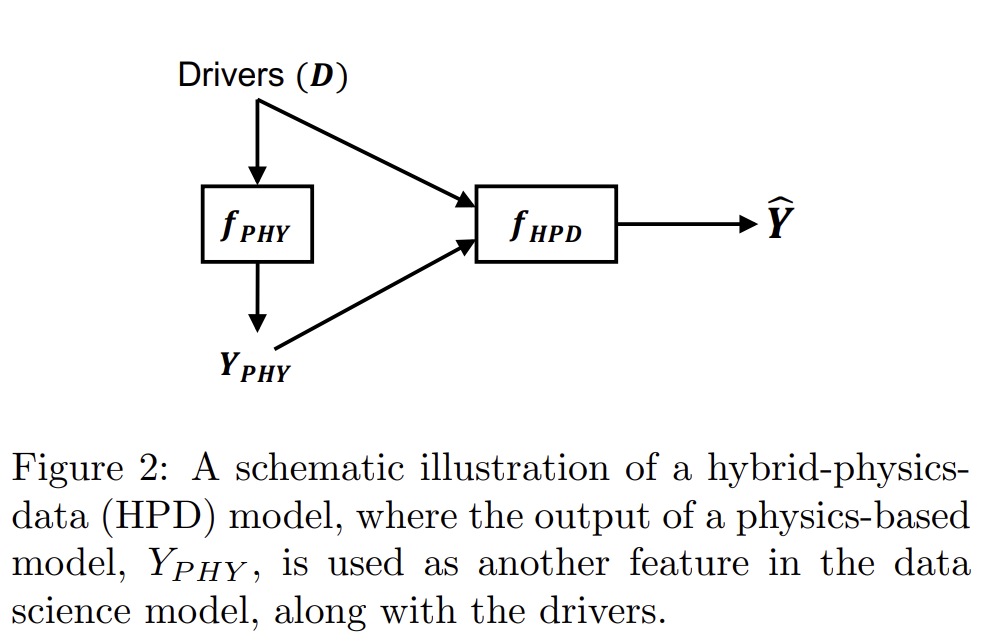 Drivers (D)
f_PHY
f_HPD
Ŷ
Y_PHY
Figure 2: A schematic illustration of a hybrid-physics-
data (HPD) model, where the output of a physics-based
model, Y_PHY, is used as another feature in the data
science model, along with the drivers.